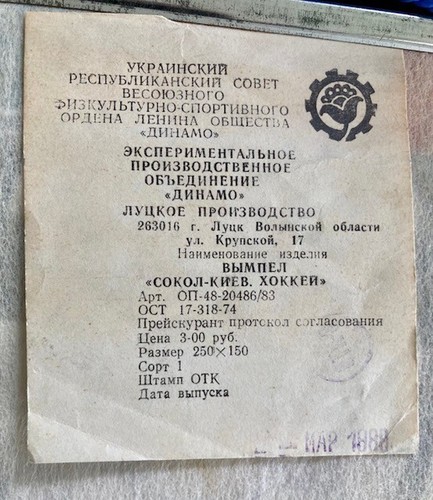 УКРАИНСКИЙ
РЕСПУБЛИКАНСКИЙ СОВЕТ
ВЕСОЮЗНОГО
ФИЗКУЛЬТУРНО-СПОРТИВНОГО
ОРДЕНА ЛЕНИНА ОБЩЕСТВА
«ДИНАМО»
ЭКСПЕРИМЕНТАЛЬНОЕ
ПРОИЗВОДСТВЕННОЕ
ОБЪЕДИНЕНИЕ
«ДИНАМО»
ЛУЦКОЕ ПРОИЗВОДСТВО
263016 г. Луцк Волынской области
ул. Крупской, 17
Наименование изделия
ВЫМПЕЛ
«СОКОЛ-КИЕВ. ХОККЕЙ»
Арт. ОП-48-20486/83
ОСТ 17-318-74
Прейскурант протокол согласования
Цена 3-00 руб.
Размер 250×150
Сорт 1
Штамп ОТК
Дата выпуска
МАР 1988